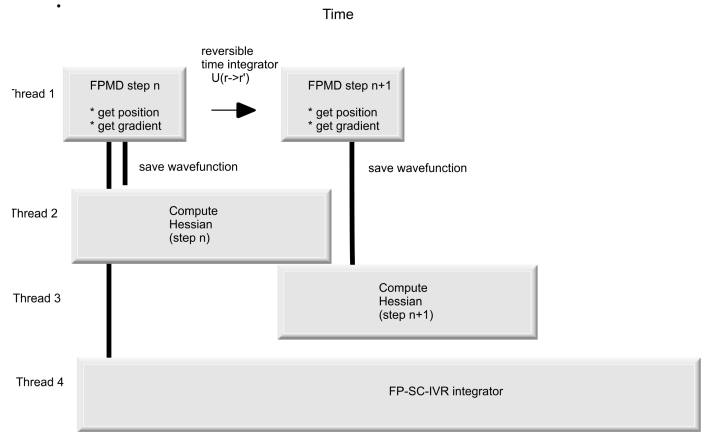 Time
reversible
time integrator
U(r->r')
Thread 1
FPMD step n
* get position
* get gradient
FPMD step n+1
* get position
* get gradient
save wavefunction
save wavefunction
Thread 2
Compute
Hessian
(step n)
Thread 3
Compute
Hessian
(step n+1)
Thread 4
FP-SC-IVR integrator